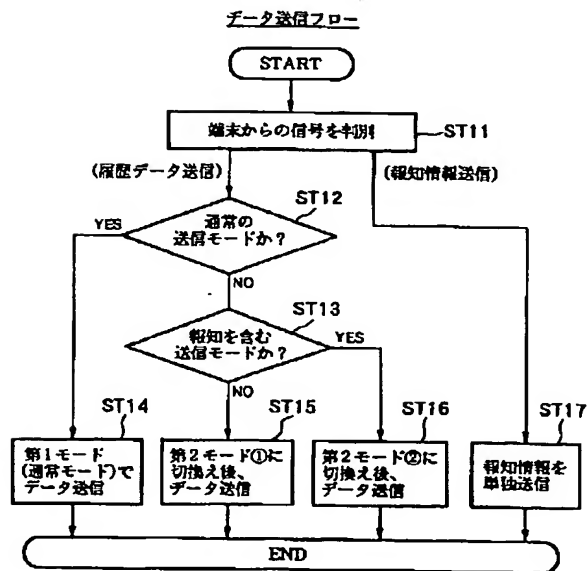 データ送信フロー
START
端末からの信号を判別
ST11
(履歴データ送信)
(報知情報送信)
ST12
通常の
送信モードか？
YES
NO
ST13
報知を含む
送信モードか？
YES
NO
ST14
第1モード
(通常モード)で
データ送信
ST15
第2モード①に
切換え後、
データ送信
ST16
第2モード②に
切換え後、
データ送信
ST17
報知情報を
単独送信
END